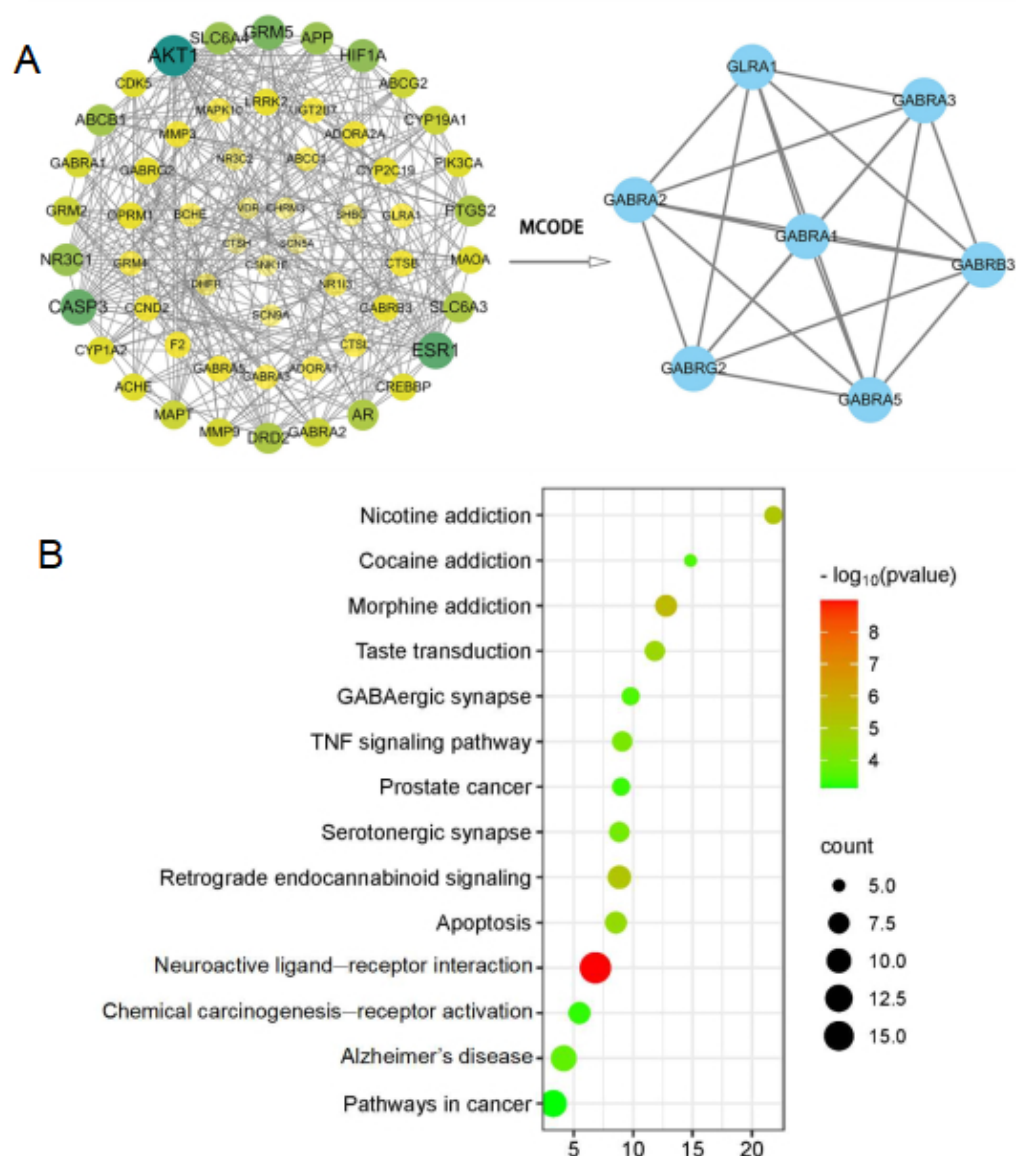 A
AKT1
SLC6A4
GRM5
APP
HIF1A
ABCG2
CYP19A1
PIK3CA
PTGS2
MAOA
SLC6A3
ESR1
CREBBP
AR
GABRA2
DRD2
MMP9
MAPT
ACHE
CYP1A2
CASP3
NR3C1
GRM2
GABRA1
ABCB1
CDK5
MAPK10
LRRK2
UGT2B7
ADORA2A
CYP2C19
GLRA1
CTSB
GABRB3
CTSL
ADORA1
GABRA3
GABRA5
F2
CCND2
GRM4
OPRM1
GABRG2
MMP3
NR3C2
ABCC1
SHBG
NR1I3
SCN9A
DHFR
BCHE
VDR
CHRM3
SCN5A
CSNK1E
CTSH
MCODE
GLRA1
GABRA3
GABRA2
GABRA1
GABRB3
GABRG2
GABRA5
B
Nicotine addiction
Cocaine addiction
Morphine addiction
Taste transduction
GABAergic synapse
TNF signaling pathway
Prostate cancer
Serotonergic synapse
Retrograde endocannabinoid signaling
Apoptosis
Neuroactive ligand−receptor interaction
Chemical carcinogenesis−receptor activation
Alzheimer’s disease
Pathways in cancer
5 10 15 20
- log₁₀(pvalue)
8
7
6
5
4
count
5.0
7.5
10.0
12.5
15.0